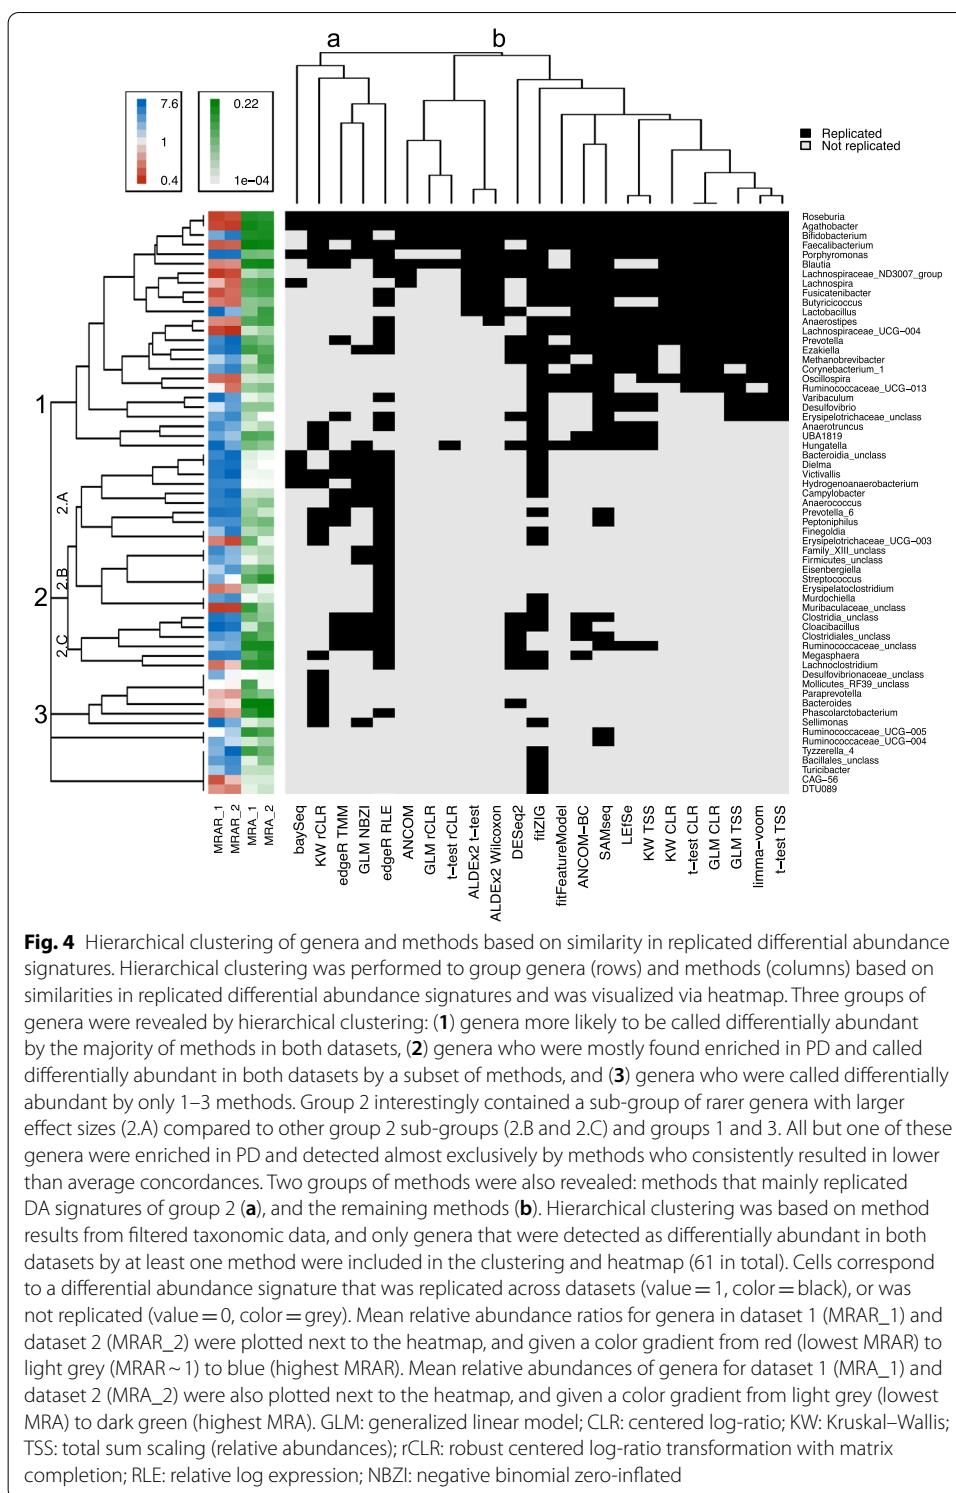 a
b
7.6
1
0.4
0.22
1e−04
Replicated
Not replicated
Roseburia
Agathobacter
Bifidobacterium
Faecalibacterium
Porphyromonas
Blautia
Lachnospiraceae_ND3007_group
Lachnospira
Fusicatenibacter
Butyricicoccus
Lactobacillus
Anaerostipes
Lachnospiraceae_UCG−004
Prevotella
Ezakiella
Methanobrevibacter
Corynebacterium_1
Oscillospira
Ruminococcaceae_UCG−013
Varibaculum
Desulfovibrio
Erysipelotrichaceae_unclass
Anaerotruncus
UBA1819
Hungatella
Bacteroidia_unclass
Dielma
Victivallis
Hydrogenoanaerobacterium
Campylobacter
Anaerococcus
Prevotella_6
Peptoniphilus
Finegoldia
Erysipelotrichaceae_UCG−003
Family_XIII_unclass
Firmicutes_unclass
Eisenbergiella
Streptococcus
Erysipelatoclostridium
Murdochiella
Muribaculaceae_unclass
Clostridia_unclass
Cloacibacillus
Clostridiales_unclass
Ruminococcaceae_unclass
Megasphaera
Lachnoclostridium
Desulfovibrionaceae_unclass
Mollicutes_RF39_unclass
Paraprevotella
Bacteroides
Phascolarctobacterium
Sellimonas
Ruminococcaceae_UCG−005
Ruminococcaceae_UCG−004
Tyzzerella_4
Bacillales_unclass
Turicibacter
CAG−56
DTU089
1
2
2.A
2.B
2.C
3
MRAR_1
MRAR_2
MRA_1
MRA_2
baySeq
KW rCLR
edgeR TMM
GLM NBZI
edgeR RLE
ANCOM
GLM rCLR
t−test rCLR
ALDEx2 t−test
ALDEx2 Wilcoxon
DESeq2
fitZIG
fitFeatureModel
ANCOM−BC
SAMseq
LEfSe
KW TSS
KW CLR
t−test CLR
GLM CLR
GLM TSS
limma−voom
t−test TSS
Fig. 4 Hierarchical clustering of genera and methods based on similarity in replicated differential abundance
signatures. Hierarchical clustering was performed to group genera (rows) and methods (columns) based on
similarities in replicated differential abundance signatures and was visualized via heatmap. Three groups of
genera were revealed by hierarchical clustering: (1) genera more likely to be called differentially abundant
by the majority of methods in both datasets, (2) genera who were mostly found enriched in PD and called
differentially abundant in both datasets by a subset of methods, and (3) genera who were called differentially
abundant by only 1–3 methods. Group 2 interestingly contained a sub-group of rarer genera with larger
effect sizes (2.A) compared to other group 2 sub-groups (2.B and 2.C) and groups 1 and 3. All but one of these
genera were enriched in PD and detected almost exclusively by methods who consistently resulted in lower
than average concordances. Two groups of methods were also revealed: methods that mainly replicated
DA signatures of group 2 (a), and the remaining methods (b). Hierarchical clustering was based on method
results from filtered taxonomic data, and only genera that were detected as differentially abundant in both
datasets by at least one method were included in the clustering and heatmap (61 in total). Cells correspond
to a differential abundance signature that was replicated across datasets (value = 1, color = black), or was
not replicated (value = 0, color = grey). Mean relative abundance ratios for genera in dataset 1 (MRAR_1) and
dataset 2 (MRAR_2) were plotted next to the heatmap, and given a color gradient from red (lowest MRAR) to
light grey (MRAR ~ 1) to blue (highest MRAR). Mean relative abundances of genera for dataset 1 (MRA_1) and
dataset 2 (MRA_2) were also plotted next to the heatmap, and given a color gradient from light grey (lowest
MRA) to dark green (highest MRA). GLM: generalized linear model; CLR: centered log-ratio; KW: Kruskal–Wallis;
TSS: total sum scaling (relative abundances); rCLR: robust centered log-ratio transformation with matrix
completion; RLE: relative log expression; NBZI: negative binomial zero-inflated